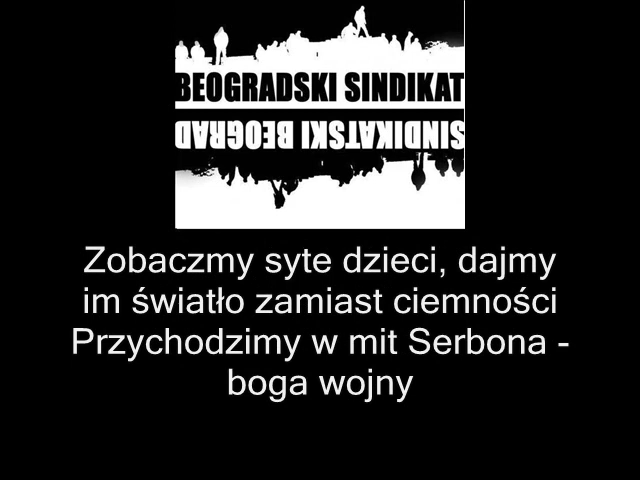 BEOGRADSKI SINDIKAT
SINDIKATSKI BEOGRAD
Zobaczmy syte dzieci, dajmy
im światło zamiast ciemności
Przychodzimy w mit Serbona -
boga wojny